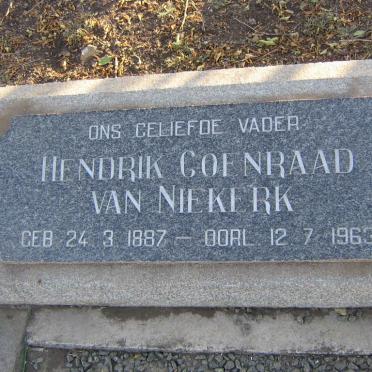 ONS GELIEFDE VADER
HENDRIK COENRAAD
VAN NIEKERK
GEB 24 3 1887 — OORL 12 7 1963